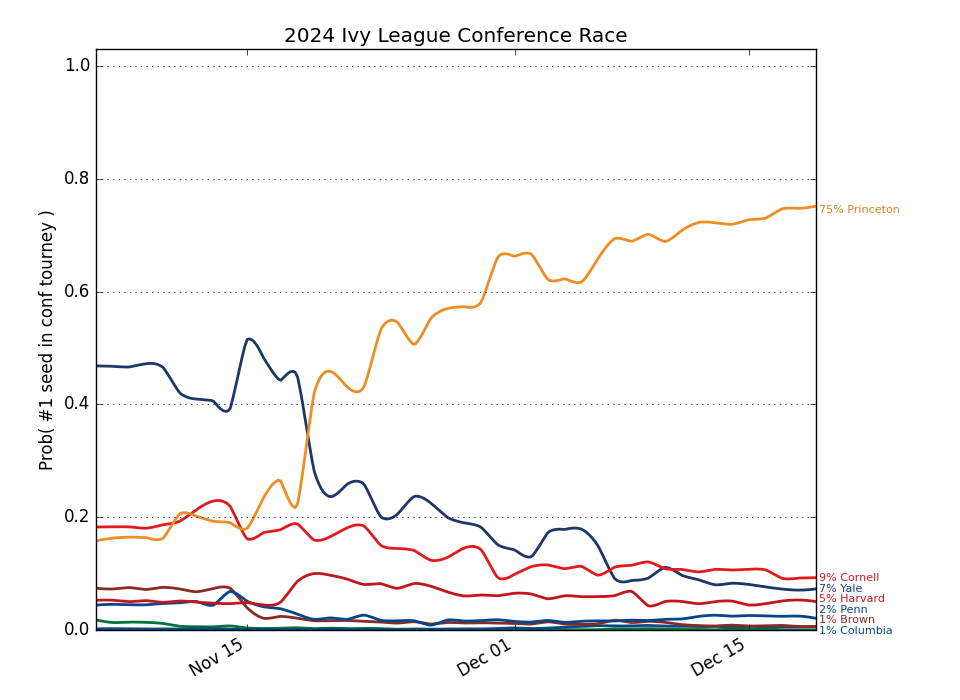 2024 Ivy League Conference Race
Prob( #1 seed in conf tourney )
1.0
0.8
0.6
0.4
0.2
0.0
Nov 15
Dec 01
Dec 15
75% Princeton
9% Cornell
7% Yale
5% Harvard
2% Penn
1% Brown
1% Columbia